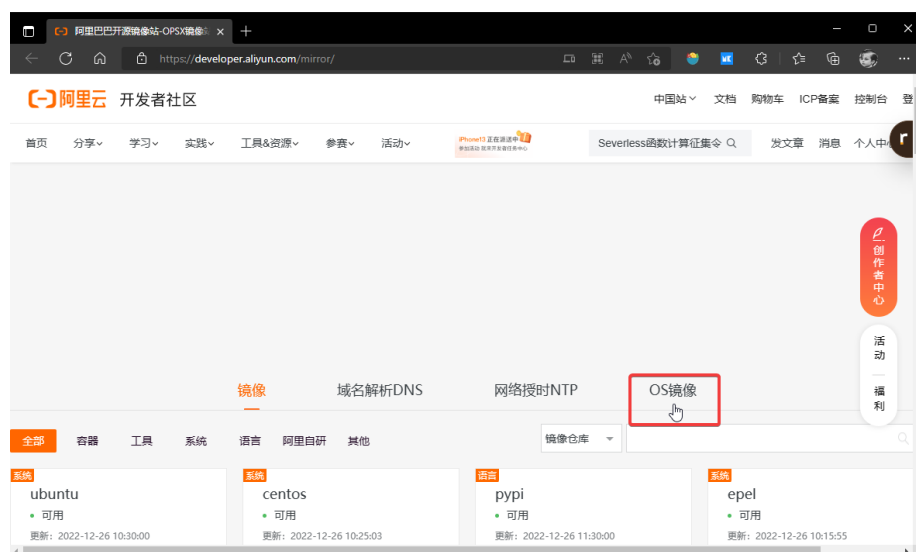 阿里巴巴开源镜像站-OPSX镜像
https://developer.aliyun.com/mirror/
阿里云 开发者社区 中国站 文档 购物车 ICP备案 控制台 登
首页 分享 学习 实践 工具&资源 参赛 活动 iPhone13 正在派送中 Severless函数计算征集令 发文章 消息 个人中心
创作者中心
活动
福利
镜像 域名解析DNS 网络授时NTP OS镜像
全部 容器 工具 系统 语言 阿里自研 其他 镜像仓库
系统 系统 语言 系统
ubuntu centos pypi epel
可用 可用 可用 可用
更新：2022-12-26 10:30:00 更新：2022-12-26 10:25:03 更新：2022-12-26 11:30:00 更新：2022-12-26 10:15:55